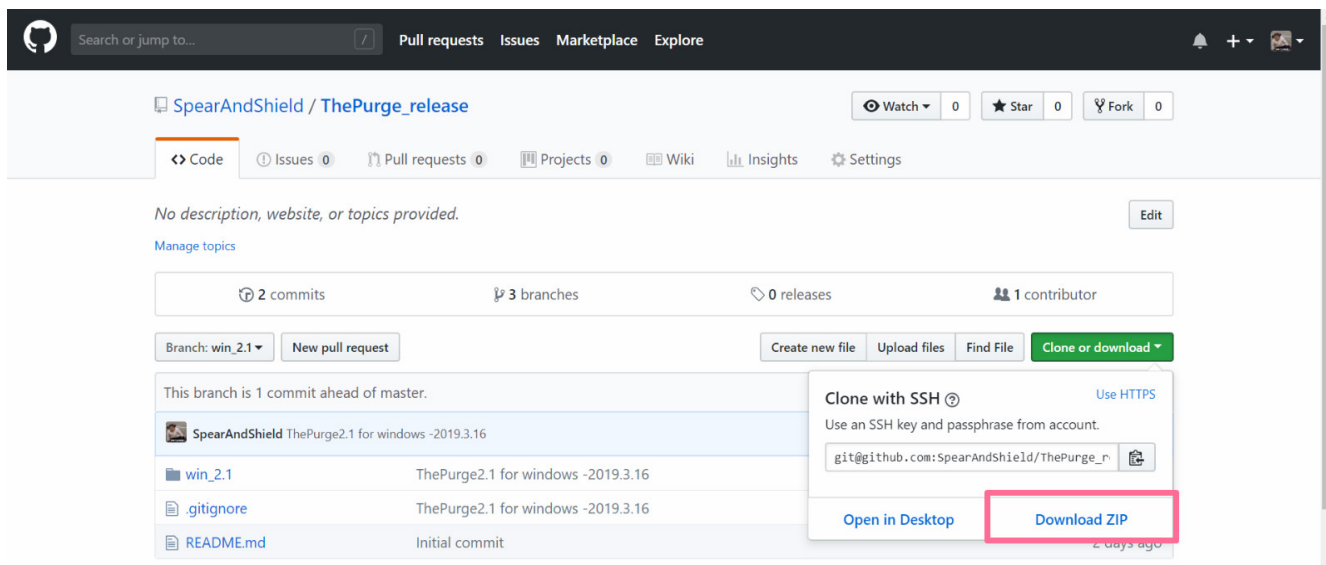 Search or jump to... / Pull requests Issues Marketplace Explore
SpearAndShield / ThePurge_release Watch 0 Star 0 Fork 0
<> Code Issues 0 Pull requests 0 Projects 0 Wiki Insights Settings
No description, website, or topics provided. Edit
Manage topics
2 commits 3 branches 0 releases 1 contributor
Branch: win_2.1 New pull request Create new file Upload files Find File Clone or download
This branch is 1 commit ahead of master.
Clone with SSH Use HTTPS
Use an SSH key and passphrase from account.
SpearAndShield ThePurge2.1 for windows -2019.3.16
git@github.com:SpearAndShield/ThePurge_r
win_2.1 ThePurge2.1 for windows -2019.3.16
.gitignore ThePurge2.1 for windows -2019.3.16
Open in Desktop Download ZIP
README.md Initial commit 2 days ago